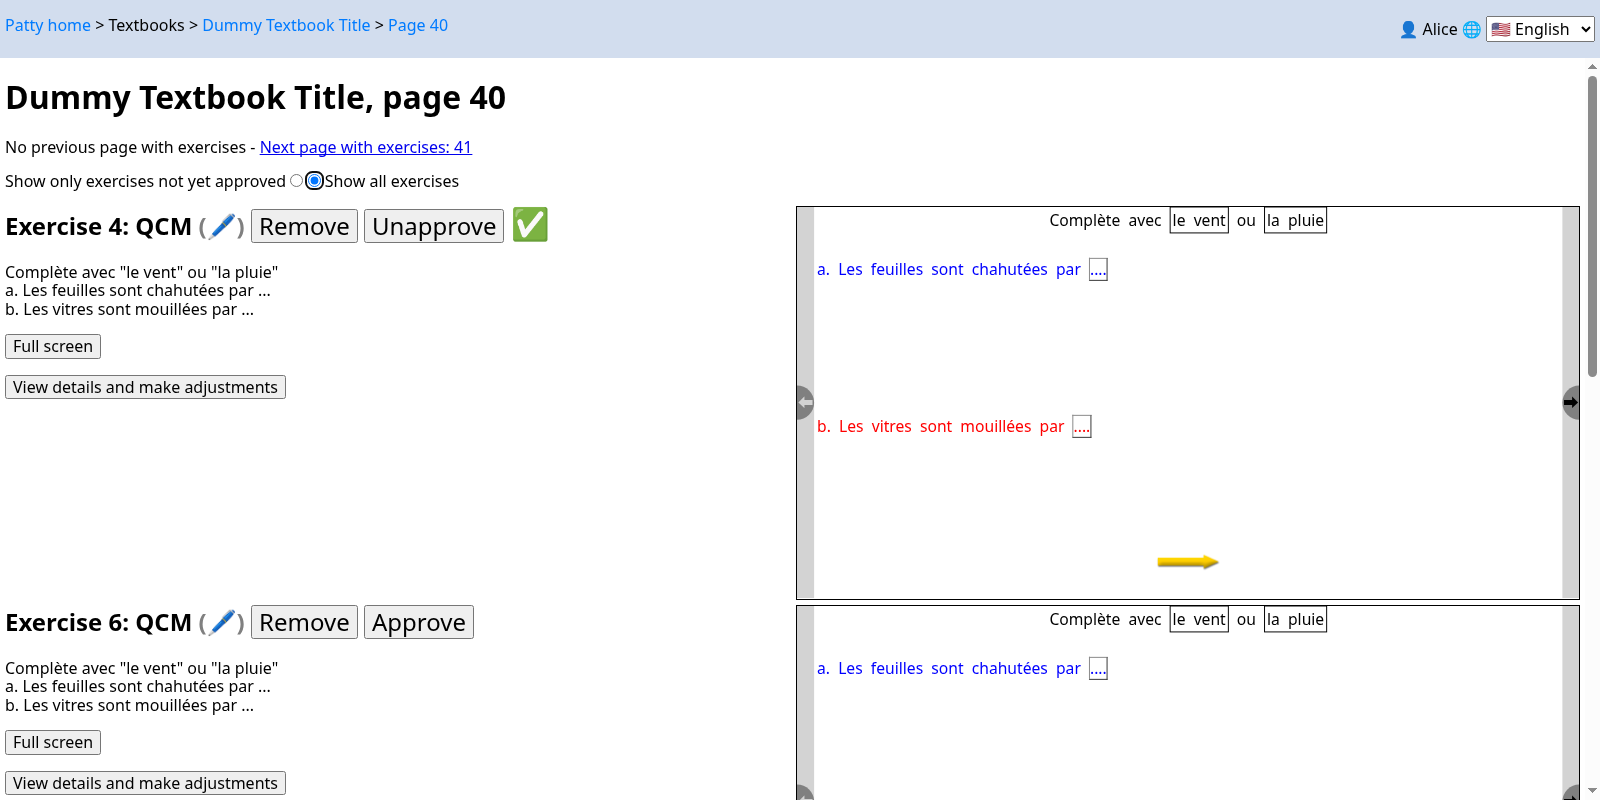 Patty home > Textbooks > Dummy Textbook Title > Page 40
👤 Alice 🌐 🇺🇸 English
Dummy Textbook Title, page 40
No previous page with exercises - Next page with exercises: 41
Show only exercises not yet approved Show all exercises
Exercise 4: QCM (🖊️) Remove Unapprove ✅
Complète avec "le vent" ou "la pluie"
a. Les feuilles sont chahutées par ...
b. Les vitres sont mouillées par ...
Full screen
View details and make adjustments
Complète avec le vent ou la pluie
a. Les feuilles sont chahutées par ....
b. Les vitres sont mouillées par ....
Exercise 6: QCM (🖊️) Remove Approve
Complète avec "le vent" ou "la pluie"
a. Les feuilles sont chahutées par ...
b. Les vitres sont mouillées par ...
Full screen
View details and make adjustments
Complète avec le vent ou la pluie
a. Les feuilles sont chahutées par ....